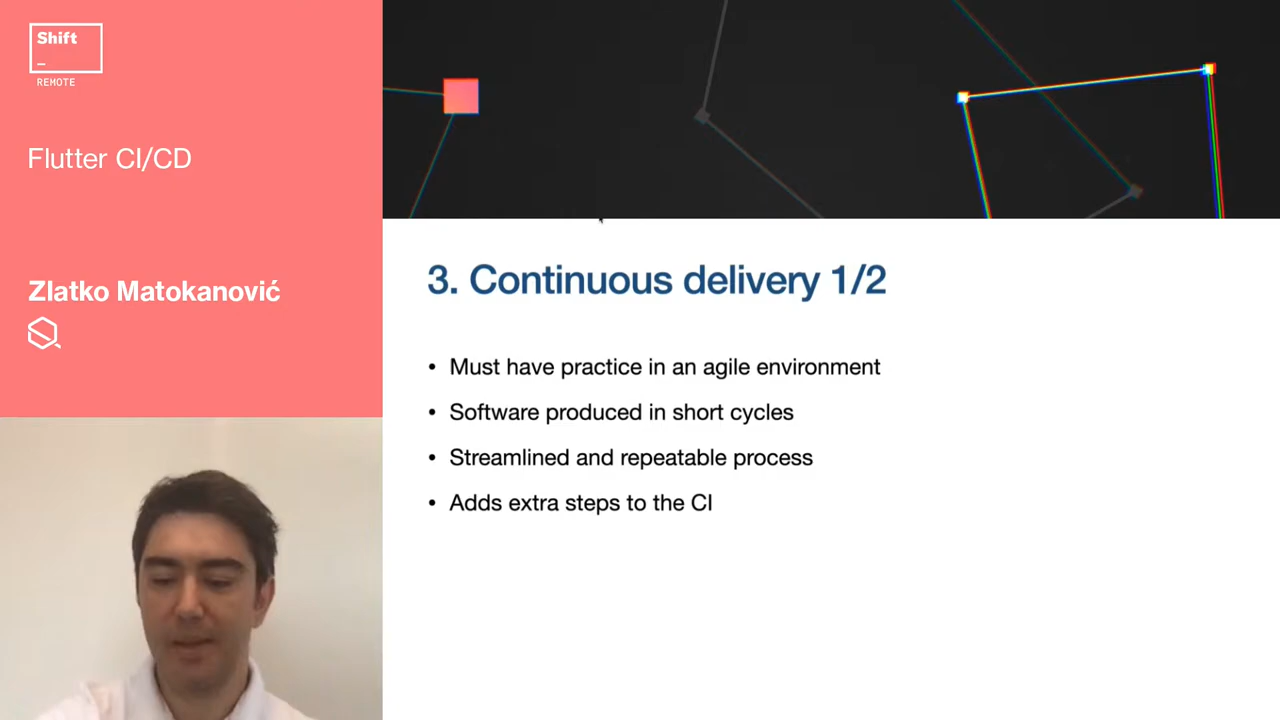 Shift
_
REMOTE
Flutter CI/CD
Zlatko Matokanović
3. Continuous delivery 1/2
• Must have practice in an agile environment
• Software produced in short cycles
• Streamlined and repeatable process
• Adds extra steps to the CI